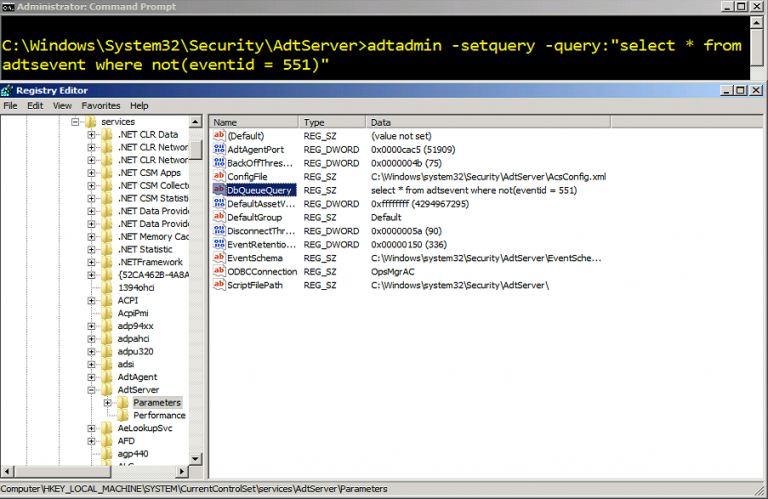 Administrator: Command Prompt
C:\Windows\System32\Security\AdtServer>adtadmin -setquery -query:"select * from
adtsevent where not(eventid = 551)"
Registry Editor
File Edit View Favorites Help
services
.NET CLR Data
.NET CLR Networ
.NET CLR Networ
.NET CSM Apps
.NET CSM Collect
.NET CSM Statisti
.NET Data Provide
.NET Data Provide
.NET Memory Cac
.NET Statistic
.NETFramework
{52CA462B-4A8A
1394ohci
ACPI
AcpiPmi
adp94xx
adpahci
adpu320
adsi
AdtAgent
AdtServer
Parameters
Performance
AeLookupSvc
AFD
agp440
ALG
Name Type Data
(Default) REG_SZ (value not set)
AdtAgentPort REG_DWORD 0x0000cac5 (51909)
BackOffThres... REG_DWORD 0x0000004b (75)
ConfigFile REG_SZ C:\Windows\system32\Security\AdtServer\AcsConfig.xml
DbQueueQuery REG_SZ select * from adtsevent where not(eventid = 551)
DefaultAssetV... REG_DWORD 0xffffffff (4294967295)
DefaultGroup REG_SZ Default
DisconnectThr... REG_DWORD 0x0000005a (90)
EventRetentio... REG_DWORD 0x00000150 (336)
EventSchema REG_SZ C:\Windows\system32\Security\AdtServer\EventSche...
ODBCConnection REG_SZ OpsMgrAC
ScriptFilePath REG_SZ C:\Windows\system32\Security\AdtServer\
Computer\HKEY_LOCAL_MACHINE\SYSTEM\CurrentControlSet\services\AdtServer\Parameters